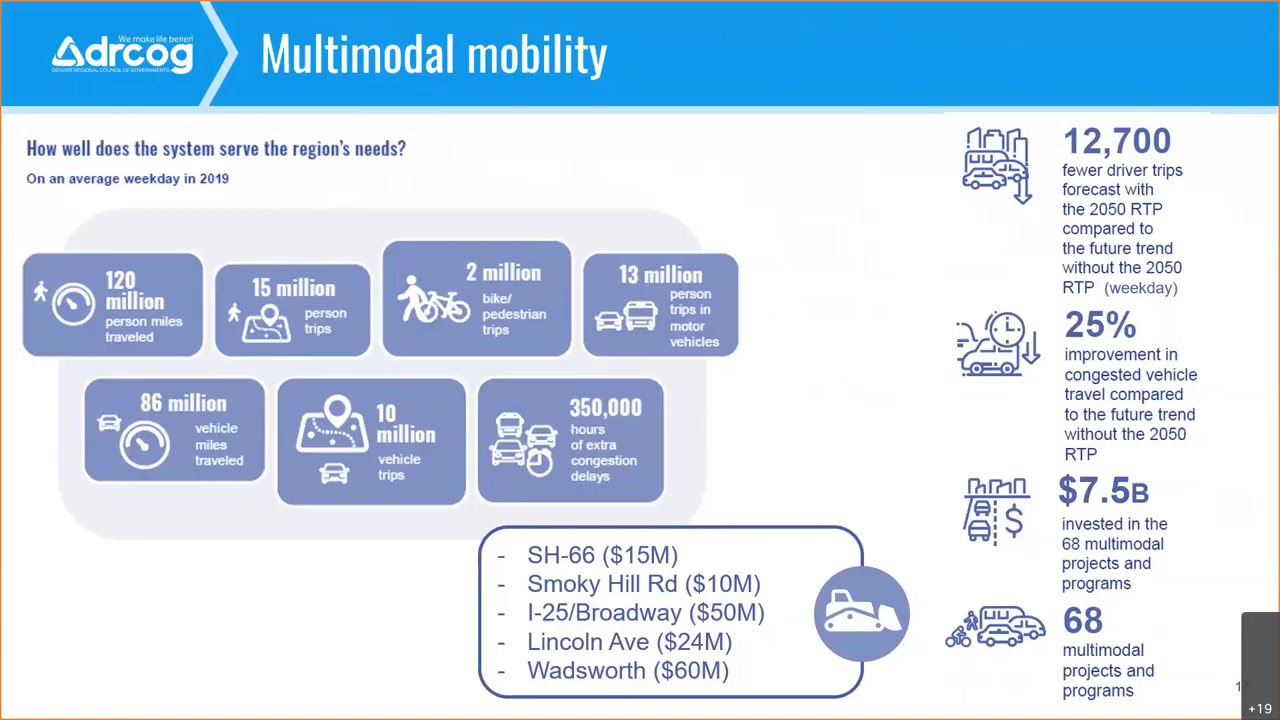 We make life better!
drcog
DENVER REGIONAL COUNCIL OF GOVERNMENTS
Multimodal mobility
How well does the system serve the region's needs?
On an average weekday in 2019
120
million
person miles
traveled
15 million
person
trips
2 million
bike/
pedestrian
trips
13 million
person
trips in
motor
vehicles
86 million
vehicle
miles
traveled
10
million
vehicle
trips
350,000
hours
of extra
congestion
delays
- SH-66 ($15M)
- Smoky Hill Rd ($10M)
- I-25/Broadway ($50M)
- Lincoln Ave ($24M)
- Wadsworth ($60M)
12,700
fewer driver trips
forecast with
the 2050 RTP
compared to
the future trend
without the 2050
RTP (weekday)
25%
improvement in
congested vehicle
travel compared
to the future trend
without the 2050
RTP
$7.5B
invested in the
68 multimodal
projects and
programs
68
multimodal
projects and
programs
+19